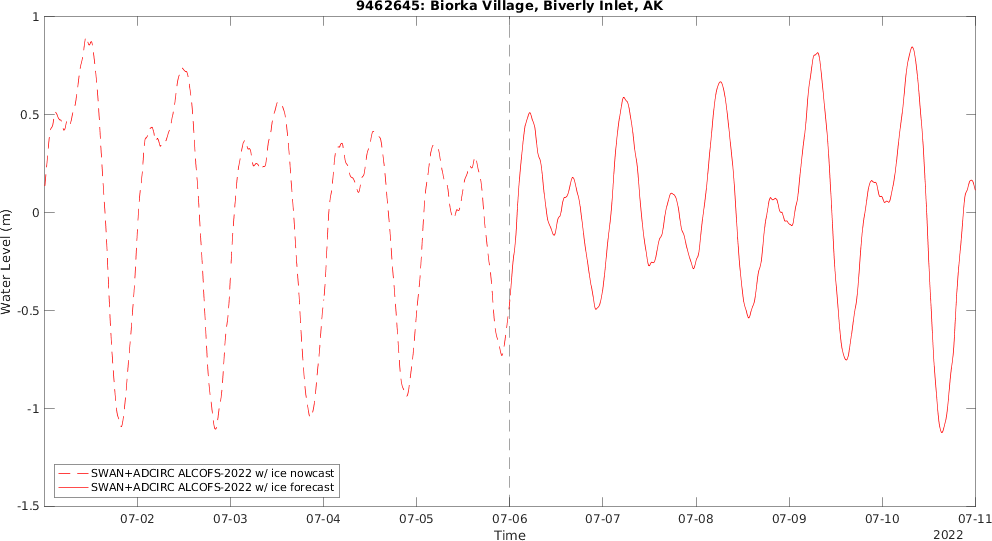 9462645: Biorka Village, Biverly Inlet, AK
Water Level (m)
1
0.5
0
-0.5
-1
-1.5
SWAN+ADCIRC ALCOFS-2022 w/ ice nowcast
SWAN+ADCIRC ALCOFS-2022 w/ ice forecast
07-02 07-03 07-04 07-05 07-06 07-07 07-08 07-09 07-10 07-11
Time
2022